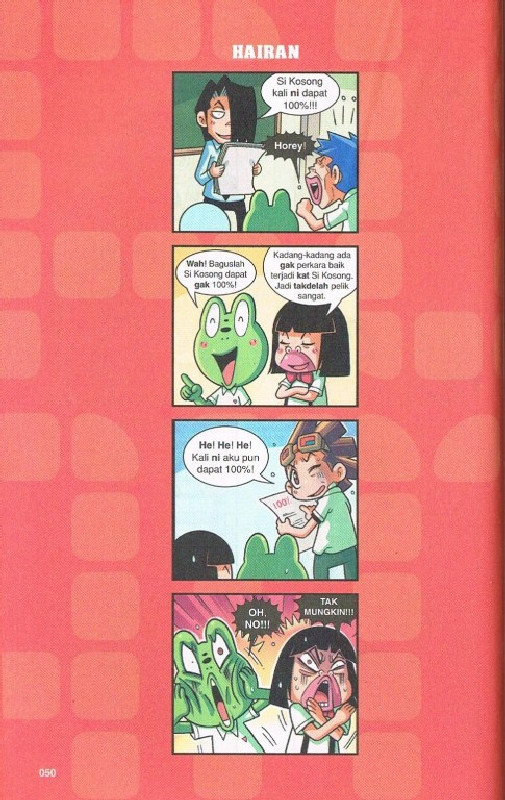 HAIRAN
Si Kosong
kali ni dapat
100%!!!
Horey!!
Wah! Baguslah
Si Kosong dapat
gak 100%!
Kadang-kadang ada
gak perkara baik
terjadi kat Si Kosong.
Jadi takdelah pelik
sangat.
He! He! He!
Kali ni aku pun
dapat 100%!
100%
OH,
NO!!!
TAK
MUNGKIN!!!
050